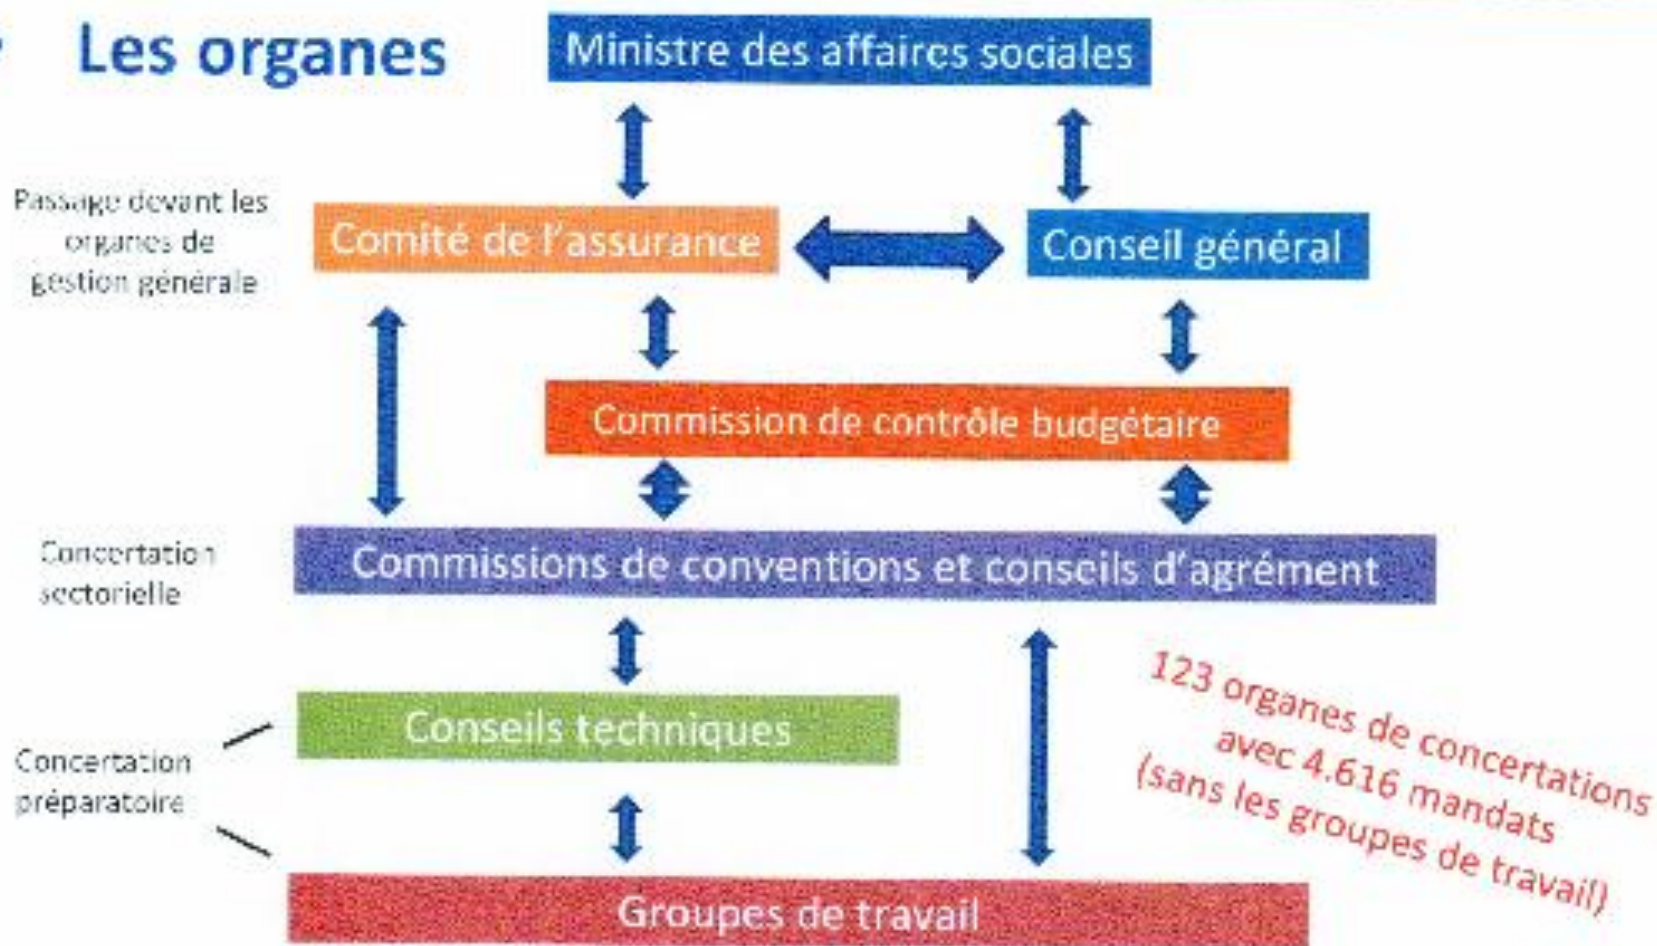 Les organes
Ministre des affaires sociales
Passage devant les
organes de
gestion générale
Comité de l'assurance
Conseil général
Commission de contrôle budgétaire
Concertation
sectorielle
Commissions de conventions et conseils d'agrément
Conseils techniques
Concertation
préparatoire
123 organes de concertations
avec 4.616 mandats
(sans les groupes de travail)
Groupes de travail